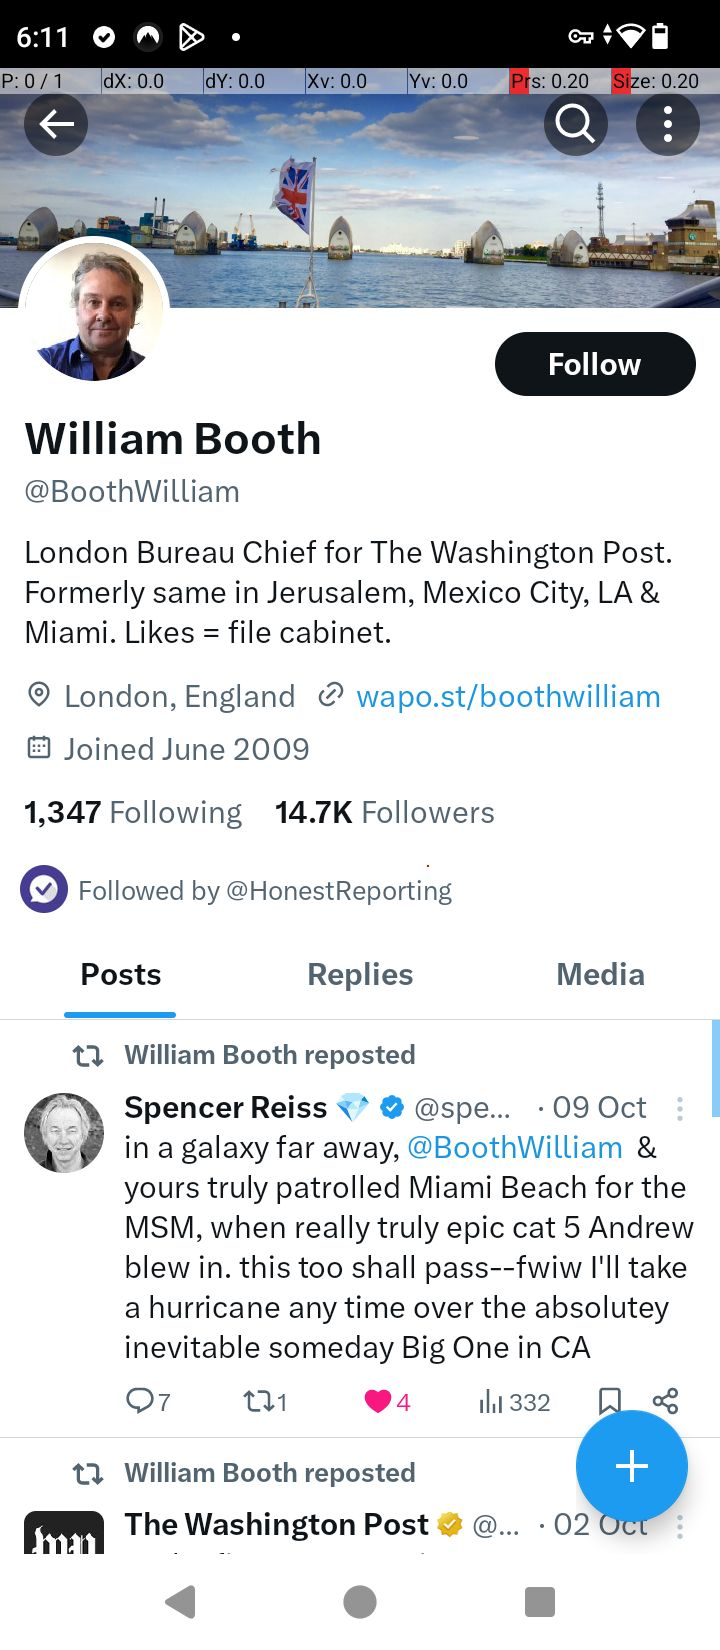 6:11
P: 0 / 1 dX: 0.0 dY: 0.0 Xv: 0.0 Yv: 0.0 Prs: 0.20 Size: 0.20
Follow
William Booth
@BoothWilliam
London Bureau Chief for The Washington Post.
Formerly same in Jerusalem, Mexico City, LA &
Miami. Likes = file cabinet.
London, England wapo.st/boothwilliam
Joined June 2009
1,347 Following 14.7K Followers
Followed by @HonestReporting
Posts Replies Media
William Booth reposted
Spencer Reiss @spe... · 09 Oct
in a galaxy far away, @BoothWilliam &
yours truly patrolled Miami Beach for the
MSM, when really truly epic cat 5 Andrew
blew in. this too shall pass--fwiw I'll take
a hurricane any time over the absolutey
inevitable someday Big One in CA
7 1 4 332
William Booth reposted
The Washington Post @... · 02 Oct